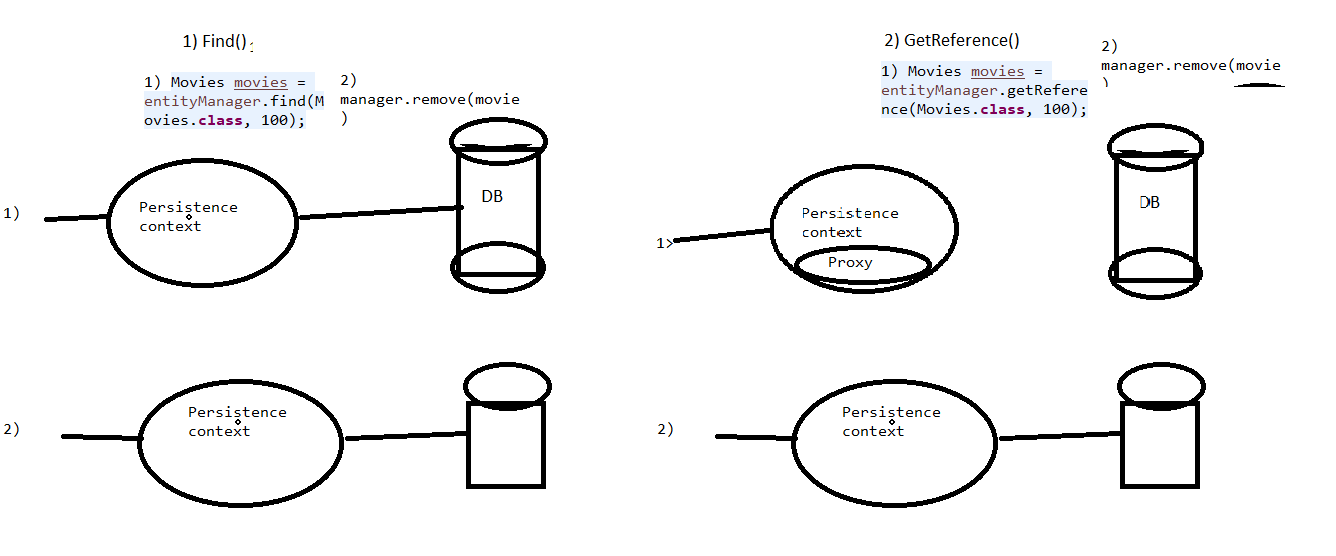 1) Find();
1) Movies movies =
entityManager.find(M
ovies.class, 100);
2)
manager.remove(movie
)
2) GetReference()
1) Movies movies =
entityManager.getRefere
nce(Movies.class, 100);
2)
manager.remove(movie
)
1)
Persistence
context
DB
1>
Persistence
context
Proxy
DB
2)
Persistence
context
2)
Persistence
context